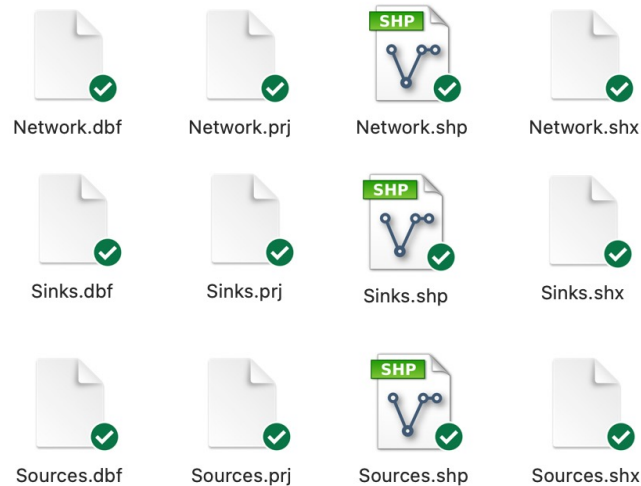 SHP
Network.dbf Network.prj Network.shp Network.shx
SHP
Sinks.dbf Sinks.prj Sinks.shp Sinks.shx
SHP
Sources.dbf Sources.prj Sources.shp Sources.shx